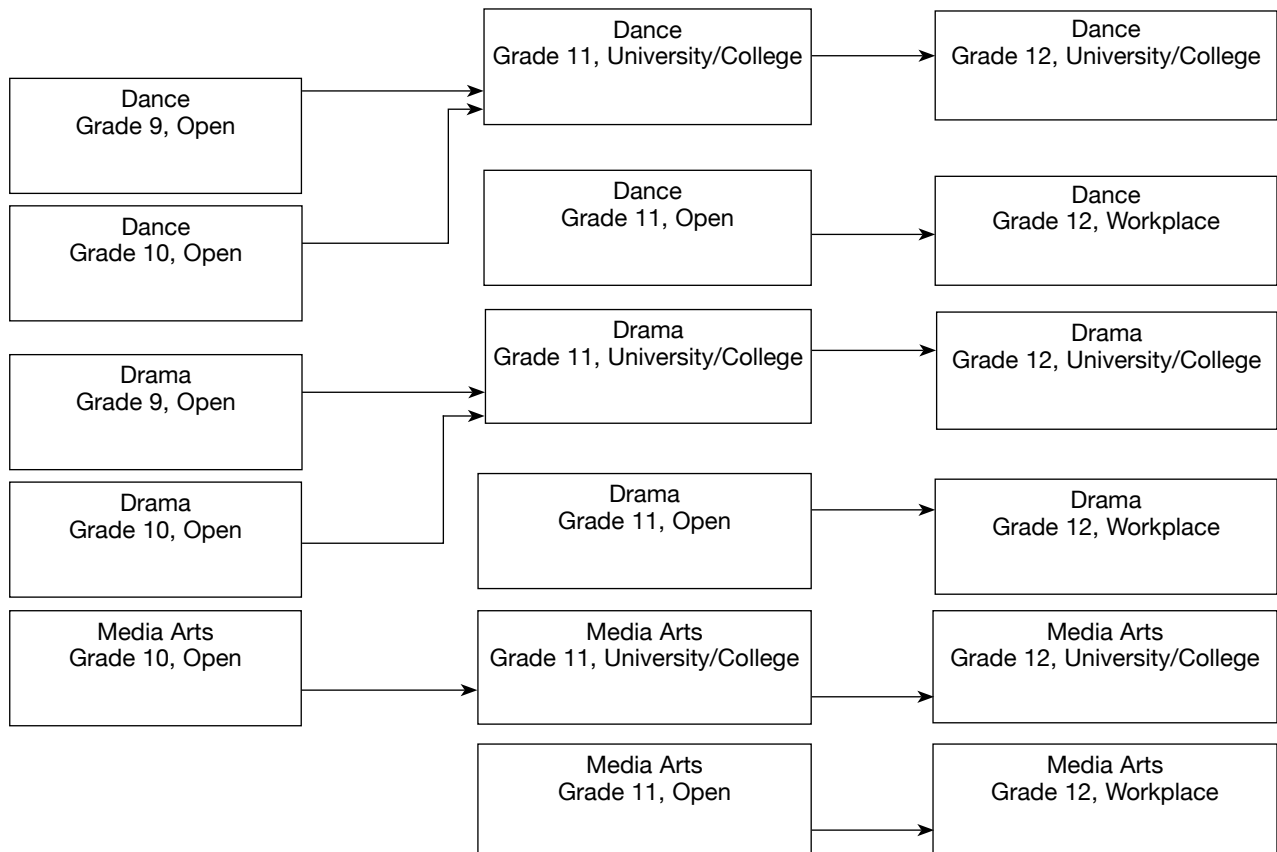 Dance
Grade 9, Open
Dance
Grade 10, Open
Drama
Grade 9, Open
Drama
Grade 10, Open
Media Arts
Grade 10, Open
Dance
Grade 11, University/College
Dance
Grade 11, Open
Drama
Grade 11, University/College
Drama
Grade 11, Open
Media Arts
Grade 11, University/College
Media Arts
Grade 11, Open
Dance
Grade 12, University/College
Dance
Grade 12, Workplace
Drama
Grade 12, University/College
Drama
Grade 12, Workplace
Media Arts
Grade 12, University/College
Media Arts
Grade 12, Workplace